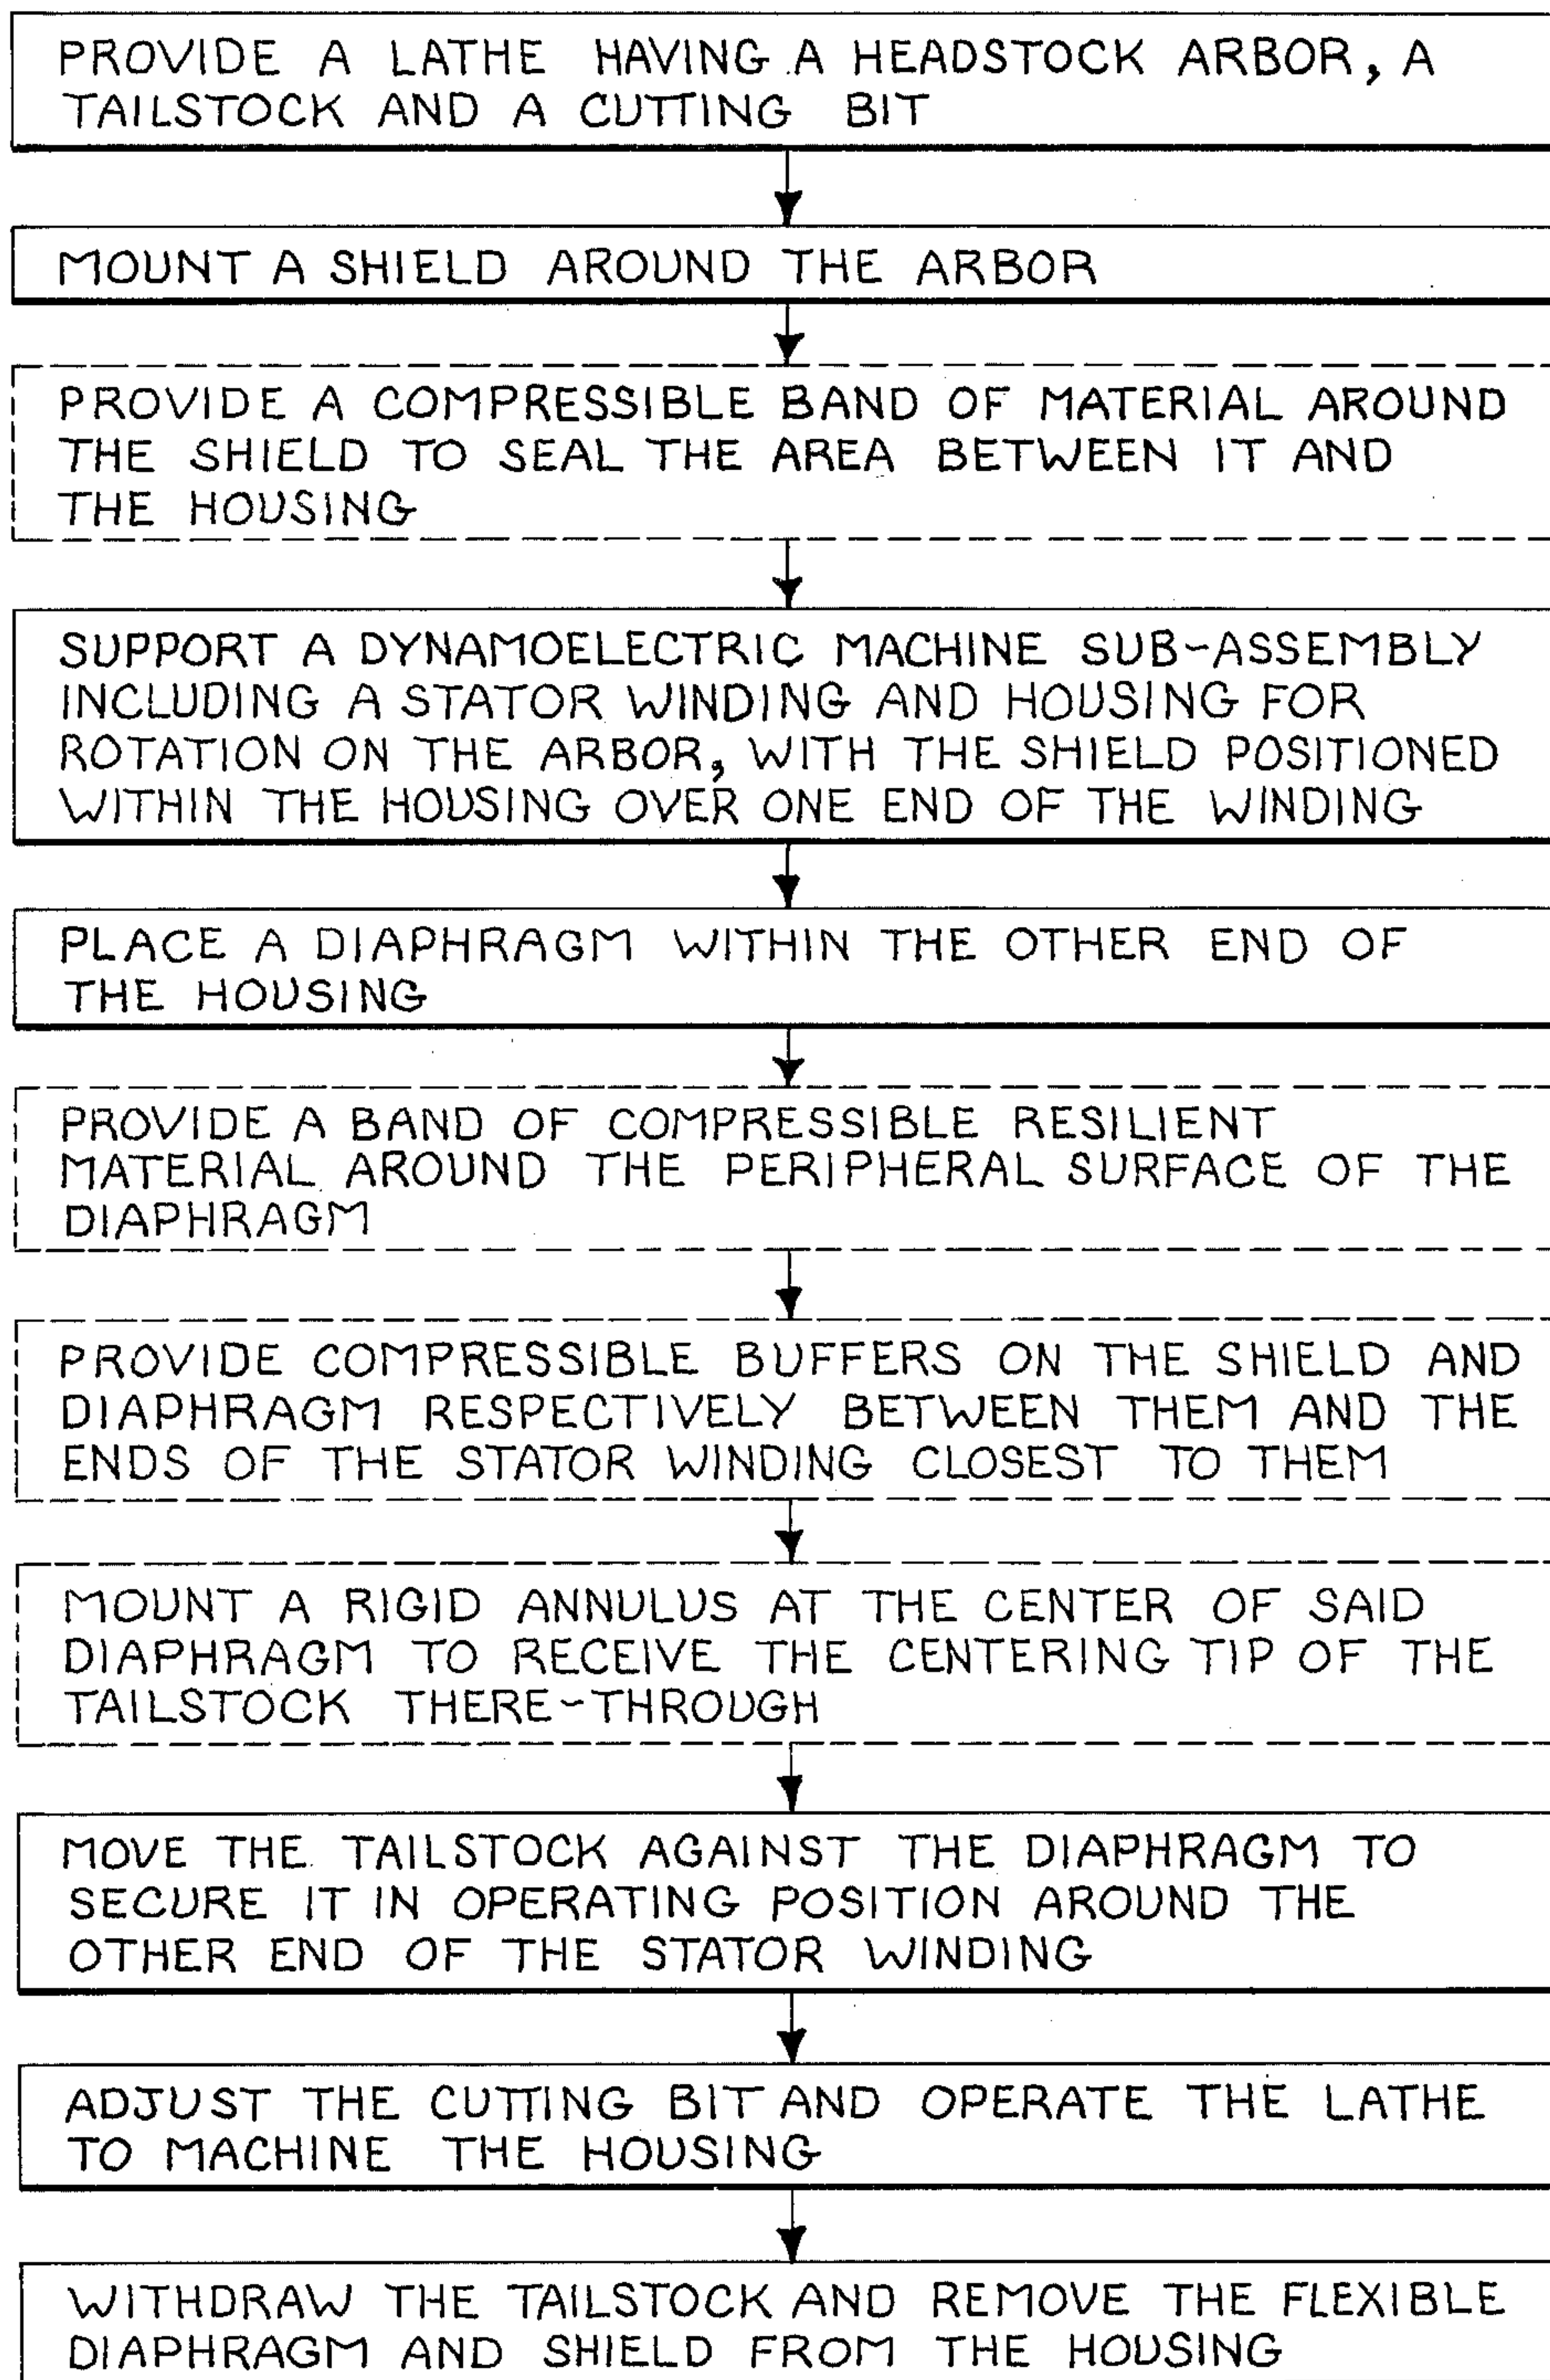 PROVIDE A LATHE HAVING A HEADSTOCK ARBOR, A
TAILSTOCK AND A CUTTING BIT
MOUNT A SHIELD AROUND THE ARBOR
PROVIDE A COMPRESSIBLE BAND OF MATERIAL AROUND
THE SHIELD TO SEAL THE AREA BETWEEN IT AND
THE HOUSING
SUPPORT A DYNAMOELECTRIC MACHINE SUB-ASSEMBLY
INCLUDING A STATOR WINDING AND HOUSING FOR
ROTATION ON THE ARBOR, WITH THE SHIELD POSITIONED
WITHIN THE HOUSING OVER ONE END OF THE WINDING
PLACE A DIAPHRAGM WITHIN THE OTHER END OF
THE HOUSING
PROVIDE A BAND OF COMPRESSIBLE RESILIENT
MATERIAL AROUND THE PERIPHERAL SURFACE OF THE
DIAPHRAGM
PROVIDE COMPRESSIBLE BUFFERS ON THE SHIELD AND
DIAPHRAGM RESPECTIVELY BETWEEN THEM AND THE
ENDS OF THE STATOR WINDING CLOSEST TO THEM
MOUNT A RIGID ANNULUS AT THE CENTER OF SAID
DIAPHRAGM TO RECEIVE THE CENTERING TIP OF THE
TAILSTOCK THERE-THROUGH
MOVE THE TAILSTOCK AGAINST THE DIAPHRAGM TO
SECURE IT IN OPERATING POSITION AROUND THE
OTHER END OF THE STATOR WINDING
ADJUST THE CUTTING BIT AND OPERATE THE LATHE
TO MACHINE THE HOUSING
WITHDRAW THE TAILSTOCK AND REMOVE THE FLEXIBLE
DIAPHRAGM AND SHIELD FROM THE HOUSING